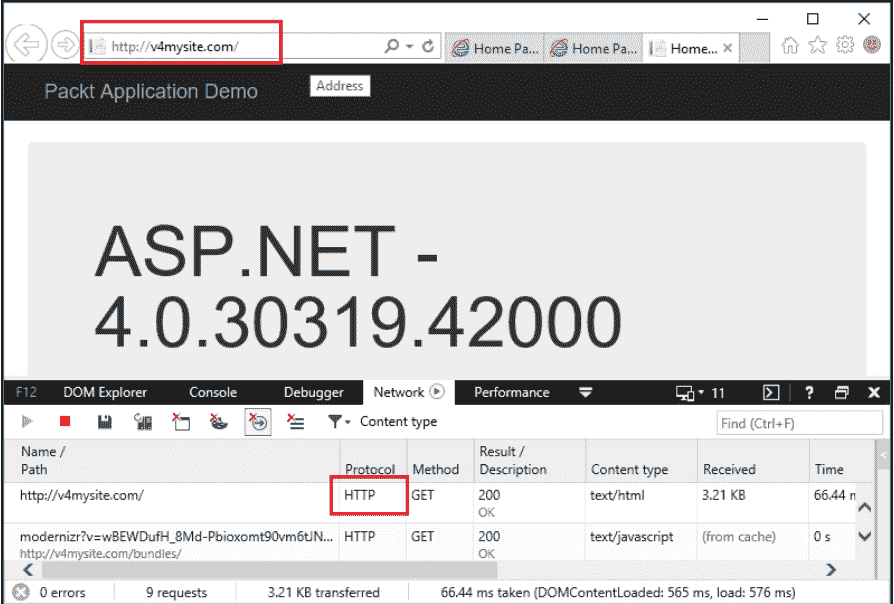 http://v4mysite.com/
Home Pa...
Home Pa...
Home...
Packt Application Demo
Address
ASP.NET -
4.0.30319.42000
F12 DOM Explorer Console Debugger Network Performance 11 ?
Content type
Find (Ctrl+F)
Name / Path Protocol Method Result / Description Content type Received Time
http://v4mysite.com/ HTTP GET 200 OK text/html 3.21 KB 66.44 m
modernizr?v=wBEWDufH_8Md-Pbioxomt90vm6tJN... HTTP GET 200 OK text/javascript (from cache) 0 s
http://v4mysite.com/bundles/
0 errors 9 requests 3.21 KB transferred 66.44 ms taken (DOMContentLoaded: 565 ms, load: 576 ms)